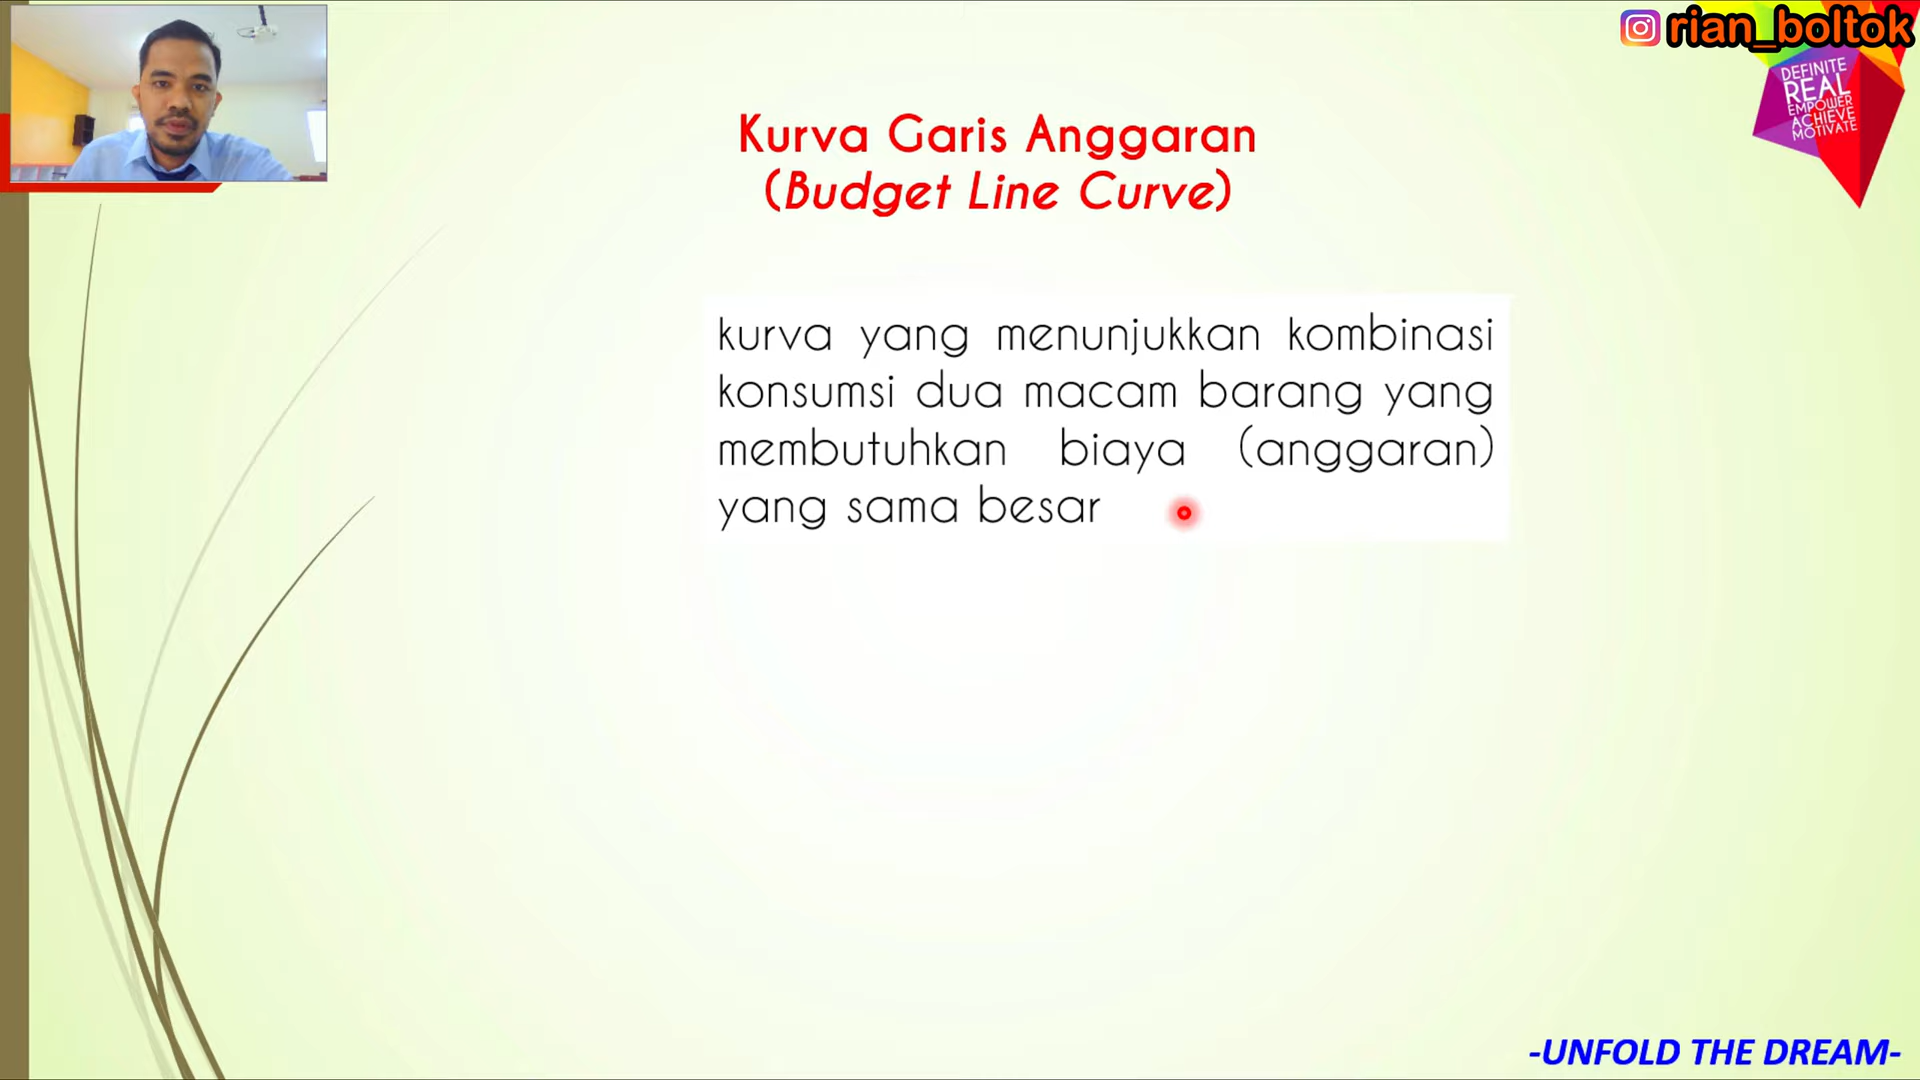 rian_boltok
DEFINITE
REAL
EMPOWER
ACHIEVE
MOTIVATE
Kurva Garis Anggaran
(Budget Line Curve)
kurva yang menunjukkan kombinasi
konsumsi dua macam barang yang
membutuhkan biaya (anggaran)
yang sama besar
-UNFOLD THE DREAM-